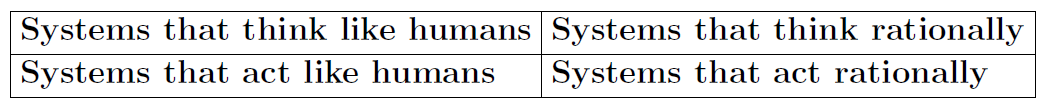 Systems that think like humans Systems that think rationally
Systems that act like humans Systems that act rationally